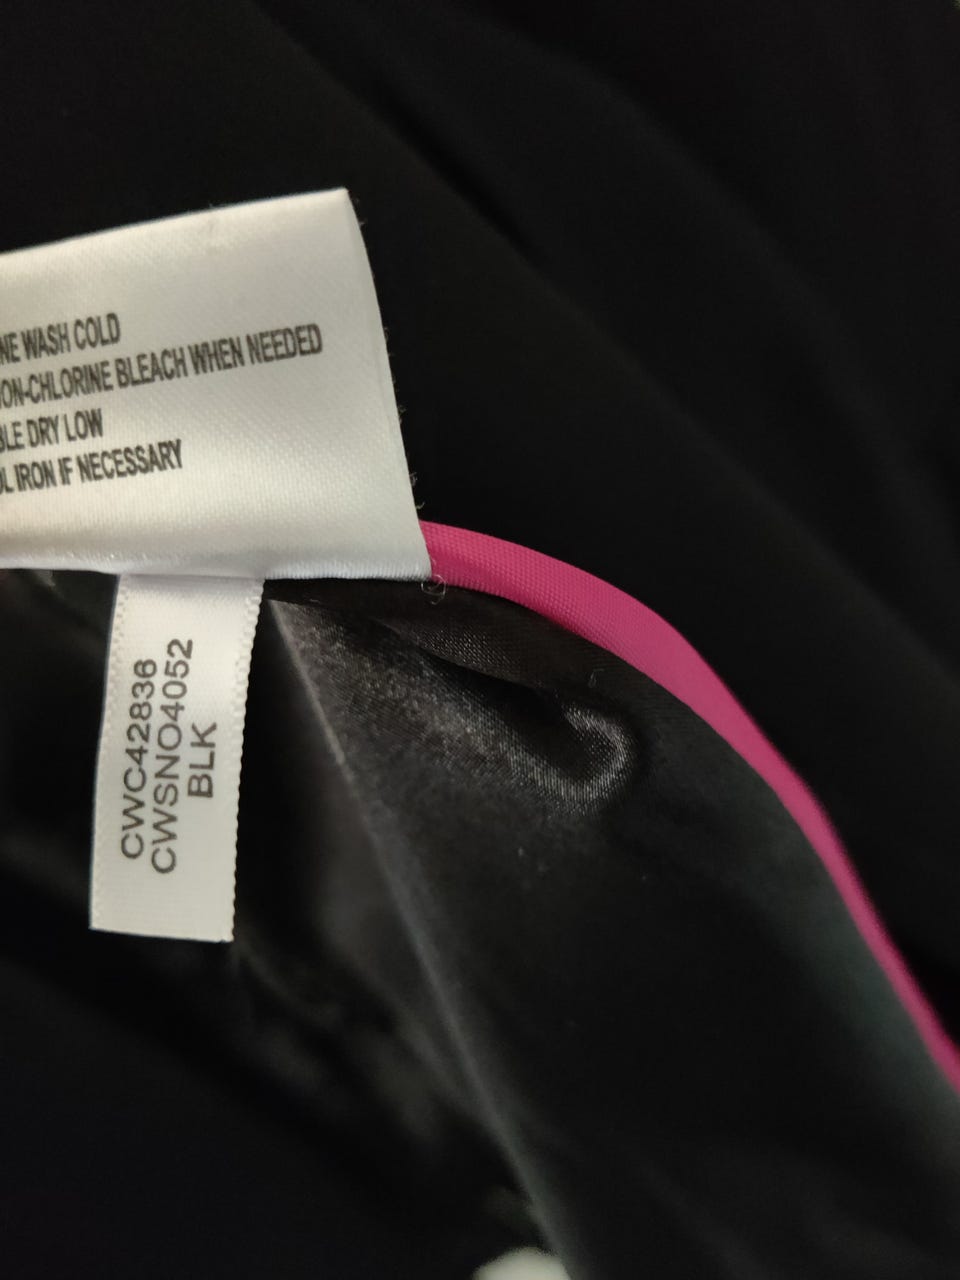 NE WASH COLD
ON-CHLORINE BLEACH WHEN NEEDED
BLE DRY LOW
OL IRON IF NECESSARY
CWC42836
CWSNO4052
BLK